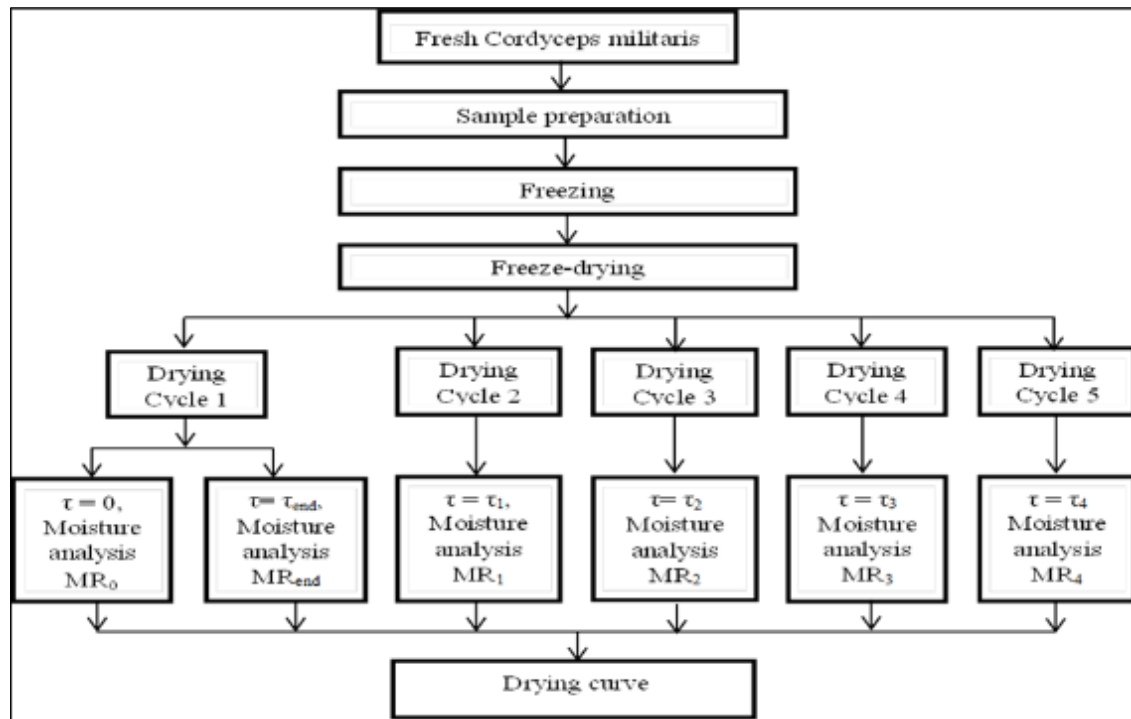 Fresh Cordyceps militaris
Sample preparation
Freezing
Freeze-drying
Drying
Cycle 1
Drying
Cycle 2
Drying
Cycle 3
Drying
Cycle 4
Drying
Cycle 5
τ = 0,
Moisture
analysis
MR₀
τ= τend,
Moisture
analysis
MRend
τ = τ₁,
Moisture
analysis
MR₁
τ= τ₂
Moisture
analysis
MR₂
τ = τ₃
Moisture
analysis
MR₃
τ = τ₄
Moisture
analysis
MR₄
Drying curve